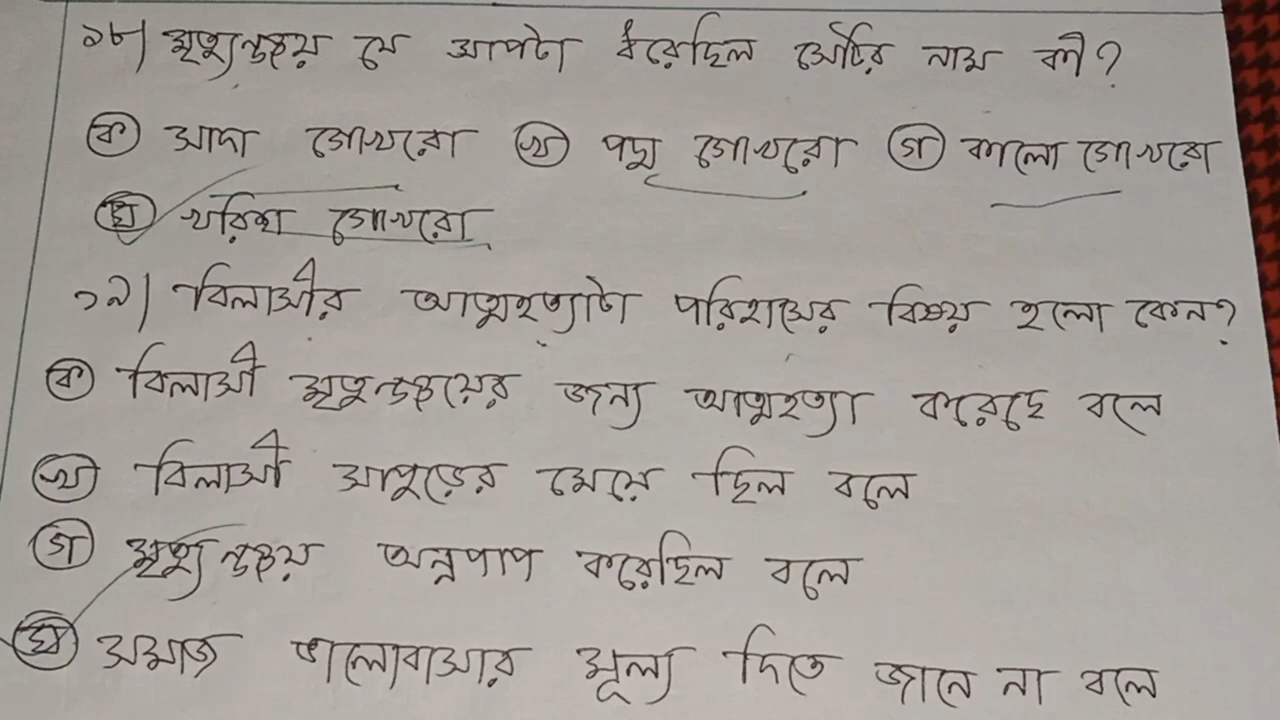 ১৮) মৃত্যুঞ্জয় যে সাপটা ধরেছিল সেটির নাম কী?
ক সাদা গোখরো খ পদ্ম গোখরো গ কালো গোখরো
ঘ খরিশ গোখরো
১৯) বিলাসীর আত্মহত্যাটা পরিহাসের বিষয় হলো কেন?
ক বিলাসী মৃতুঞ্জয়ের জন্য আত্মহত্যা করেছে বলে
খ বিলাসী সাপুড়ের মেয়ে ছিল বলে
গ মৃত্যুঞ্জয় অন্নপাপ করেছিল বলে
ঘ সমাজ ভালোবাসার মূল্য দিতে জানে না বলে